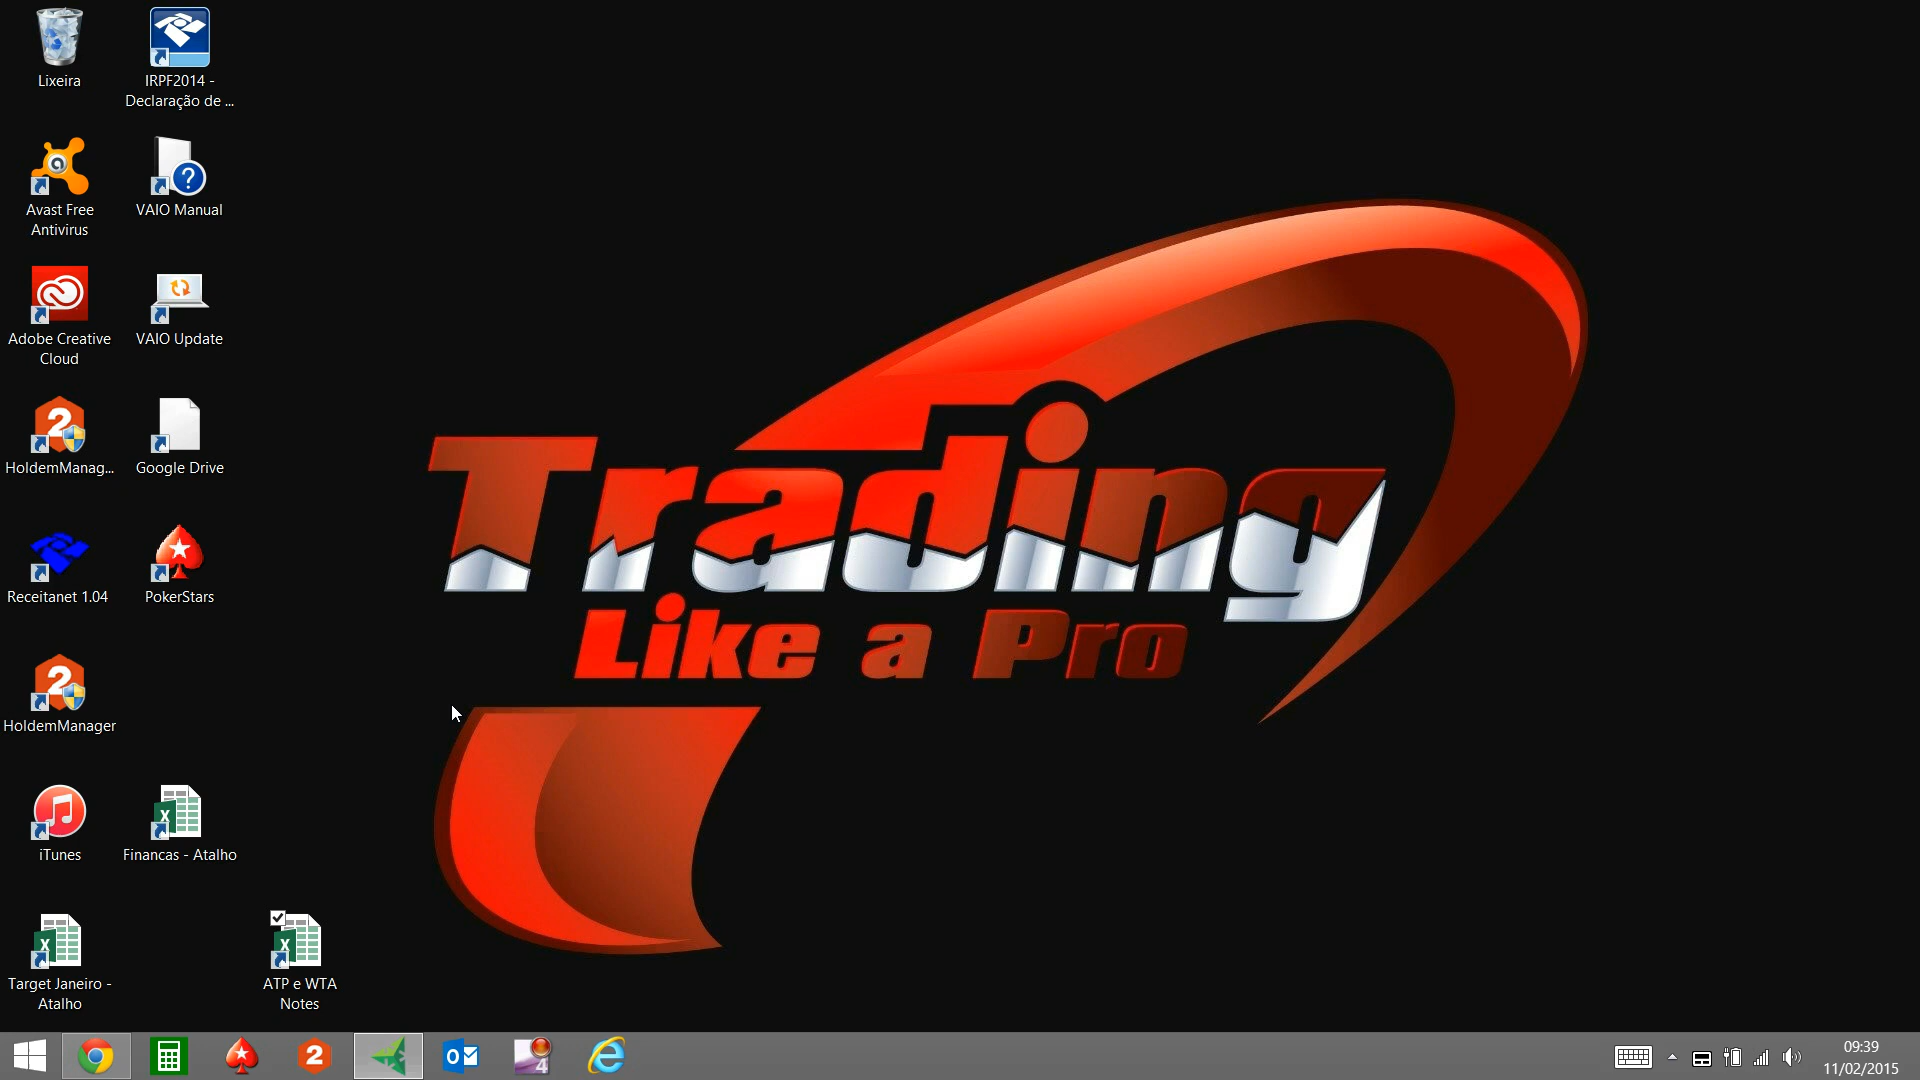 Lixeira
IRPF2014 -
Declaração de ...
Avast Free
Antivirus
VAIO Manual
Adobe Creative
Cloud
VAIO Update
HoldemManag...
Google Drive
Receitanet 1.04
PokerStars
HoldemManager
iTunes
Financas - Atalho
Target Janeiro -
Atalho
ATP e WTA
Notes
Trading
Like a Pro
09:39
11/02/2015